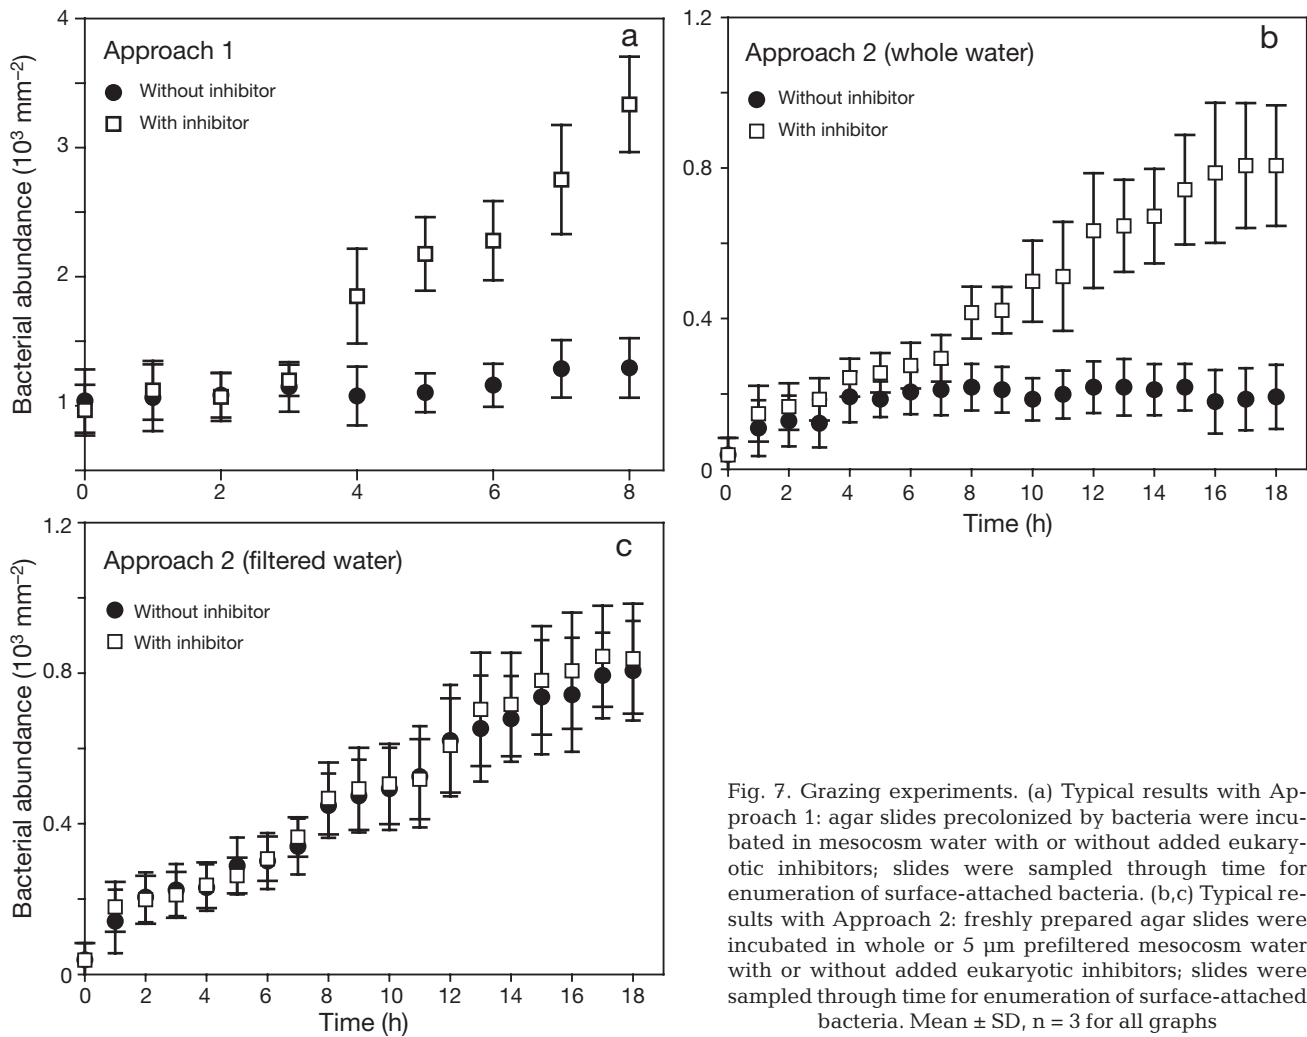 Approach 1
a
Without inhibitor
With inhibitor
Bacterial abundance (10³ mm⁻²)
4
3
2
1
0 2 4 6 8
Approach 2 (whole water)
b
Without inhibitor
With inhibitor
1.2
0.8
0.4
0
0 2 4 6 8 10 12 14 16 18
Time (h)
Approach 2 (filtered water)
c
Without inhibitor
With inhibitor
Bacterial abundance (10³ mm⁻²)
1.2
0.8
0.4
0
0 2 4 6 8 10 12 14 16 18
Time (h)
Fig. 7. Grazing experiments. (a) Typical results with Ap-
proach 1: agar slides precolonized by bacteria were incu-
bated in mesocosm water with or without added eukary-
otic inhibitors; slides were sampled through time for
enumeration of surface-attached bacteria. (b,c) Typical re-
sults with Approach 2: freshly prepared agar slides were
incubated in whole or 5 µm prefiltered mesocosm water
with or without added eukaryotic inhibitors; slides were
sampled through time for enumeration of surface-attached
bacteria. Mean ± SD, n = 3 for all graphs